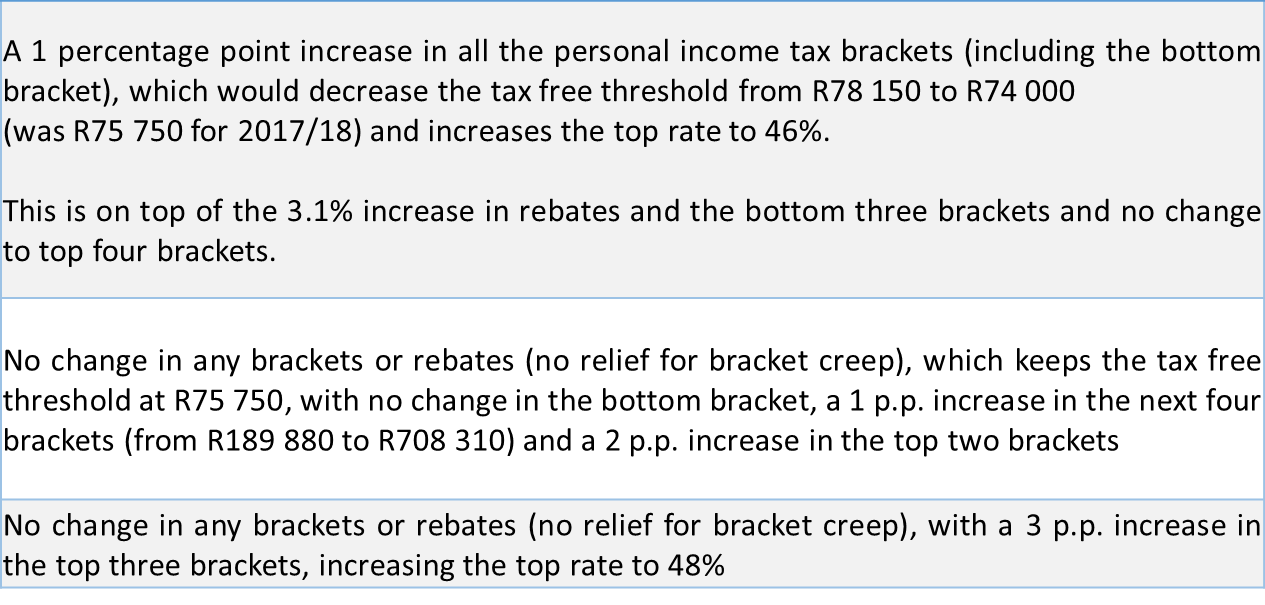 A 1 percentage point increase in all the personal income tax brackets (including the bottom
bracket), which would decrease the tax free threshold from R78 150 to R74 000
(was R75 750 for 2017/18) and increases the top rate to 46%.
This is on top of the 3.1% increase in rebates and the bottom three brackets and no change
to top four brackets.
No change in any brackets or rebates (no relief for bracket creep), which keeps the tax free
threshold at R75 750, with no change in the bottom bracket, a 1 p.p. increase in the next four
brackets (from R189 880 to R708 310) and a 2 p.p. increase in the top two brackets
No change in any brackets or rebates (no relief for bracket creep), with a 3 p.p. increase in
the top three brackets, increasing the top rate to 48%